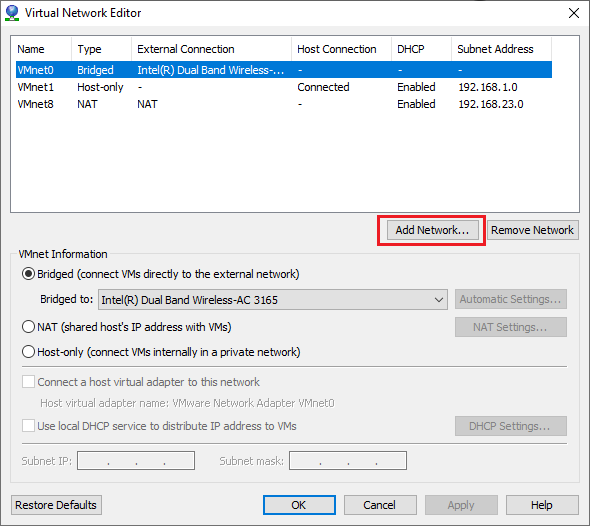 Virtual Network Editor
Name Type External Connection Host Connection DHCP Subnet Address
VMnet0 Bridged Intel(R) Dual Band Wireless-... - - -
VMnet1 Host-only - Connected Enabled 192.168.1.0
VMnet8 NAT NAT - Enabled 192.168.23.0
Add Network... Remove Network
VMnet Information
Bridged (connect VMs directly to the external network)
Bridged to: Intel(R) Dual Band Wireless-AC 3165 Automatic Settings...
NAT (shared host's IP address with VMs) NAT Settings...
Host-only (connect VMs internally in a private network)
Connect a host virtual adapter to this network
Host virtual adapter name: VMware Network Adapter VMnet0
Use local DHCP service to distribute IP address to VMs DHCP Settings...
Subnet IP: . . . Subnet mask: . . .
Restore Defaults OK Cancel Apply Help